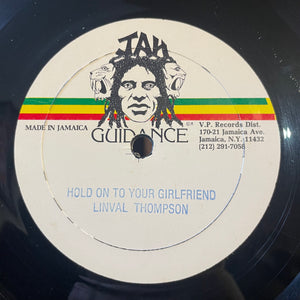 JAH
GUIDANCE
MADE IN JAMAICA
V.P. Records Dist.
170-21 Jamaica Ave.
Jamaica, N.Y. 11432
(212) 291-7058
HOLD ON TO YOUR GIRLFRIEND
LINVAL THOMPSON